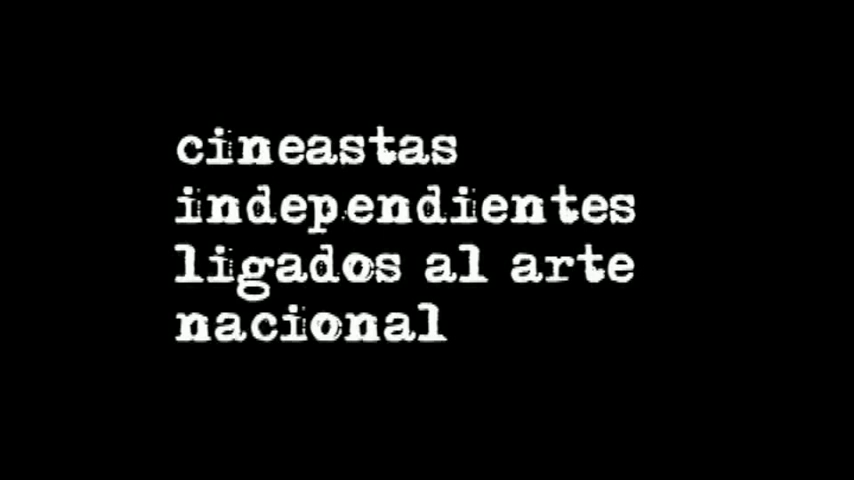 cineastas
independientes
ligados al arte
nacional